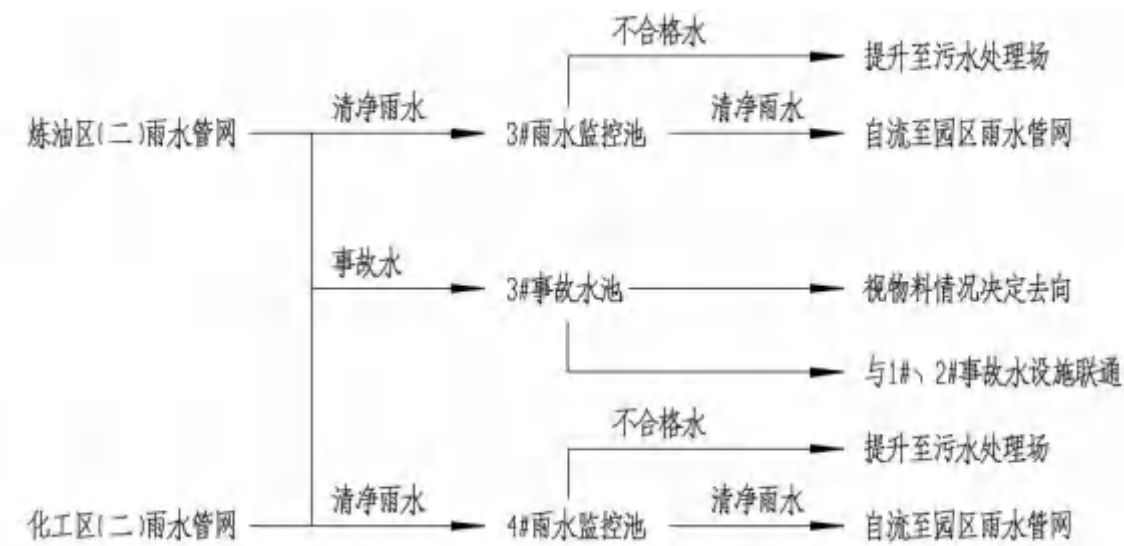 不合格水
提升至污水处理场
炼油区(二)雨水管网
清净雨水
3#雨水监控池
清净雨水
自流至园区雨水管网
事故水
3#事故水池
视物料情况决定去向
与1#、2#事故水设施联通
不合格水
提升至污水处理场
化工区(二)雨水管网
清净雨水
4#雨水监控池
清净雨水
自流至园区雨水管网